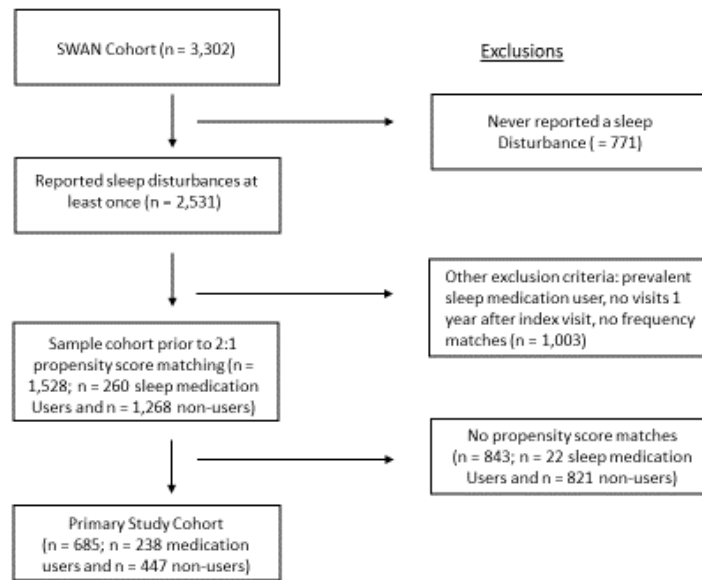 SWAN Cohort (n = 3,302)
Exclusions
Never reported a sleep
Disturbance ( = 771)
Reported sleep disturbances at
least once (n = 2,531)
Other exclusion criteria: prevalent
sleep medication user, no visits 1
year after index visit, no frequency
matches (n = 1,003)
Sample cohort prior to 2:1
propensity score matching (n =
1,528; n = 260 sleep medication
Users and n = 1,268 non-users)
No propensity score matches
(n = 843; n = 22 sleep medication
Users and n = 821 non-users)
Primary Study Cohort
(n = 685; n = 238 medication
users and n = 447 non-users)